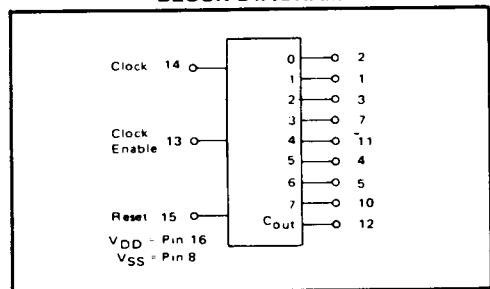 BLOCK DIAGRAM
Clock 14
Clock Enable 13
Reset 15
VDD = Pin 16
VSS = Pin 8
0 2
1 1
2 3
3 7
4 11
5 4
6 5
7 10
Cout 12